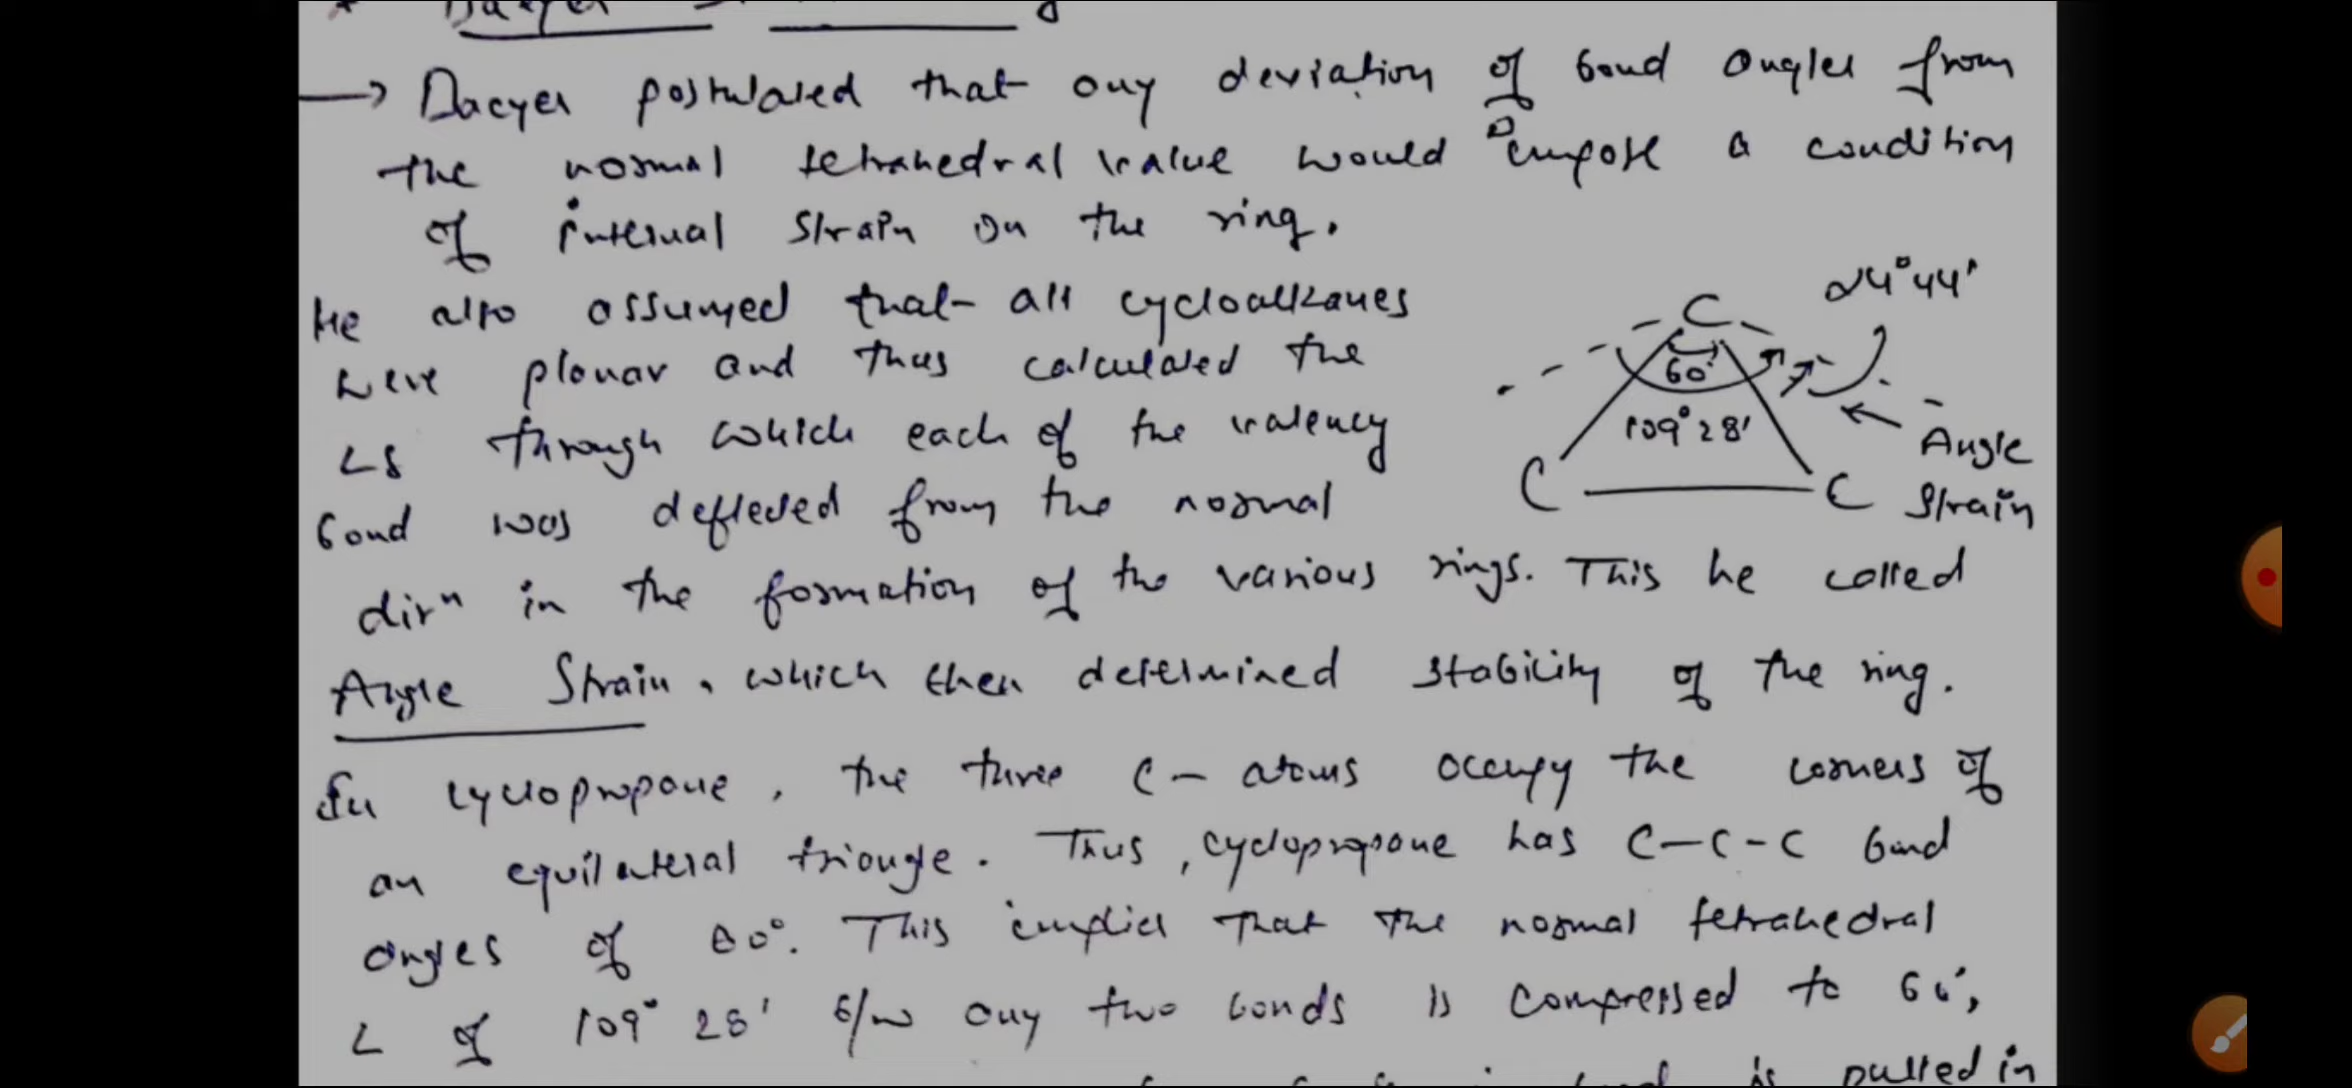 → Baeyer postulated that any deviation of bond angles from
the normal tetrahedral value would impose a condition
of internal strain on the ring.
He also assumed that all cycloalkanes
were planar and thus calculated the
∠s through which each of the valency
bond was deflected from the normal
dirⁿ in the formation of the various rings. This he called
Angle Strain, which then determined stability of the ring.
In cyclopropane, the three C-atoms occupy the corners of
an equilateral triangle. Thus, cyclopropane has C-C-C bond
angles of 60°. This implies that the normal tetrahedral
∠ of 109° 28' b/w any two bonds is compressed to 60°,
is pulled in
C
24° 44'
60°
109° 28'
C
C
Angle
Strain